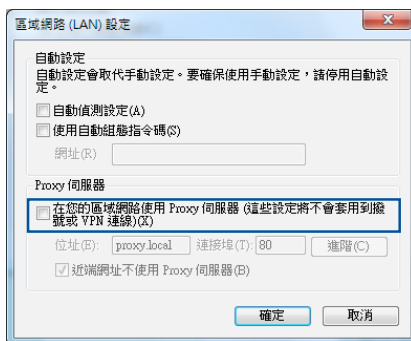 區域網路 (LAN) 設定
自動設定
自動設定會取代手動設定。要確保使用手動設定，請停用自動設
定。
自動偵測設定(A)
使用自動組態指令碼(S)
網址(R)
Proxy 伺服器
在您的區域網路使用 Proxy 伺服器 (這些設定將不會套用到撥
號或 VPN 連線)(X)
位址(E): proxy.local 連接埠(T): 80 進階(C)
近端網址不使用 Proxy 伺服器(B)
確定 取消